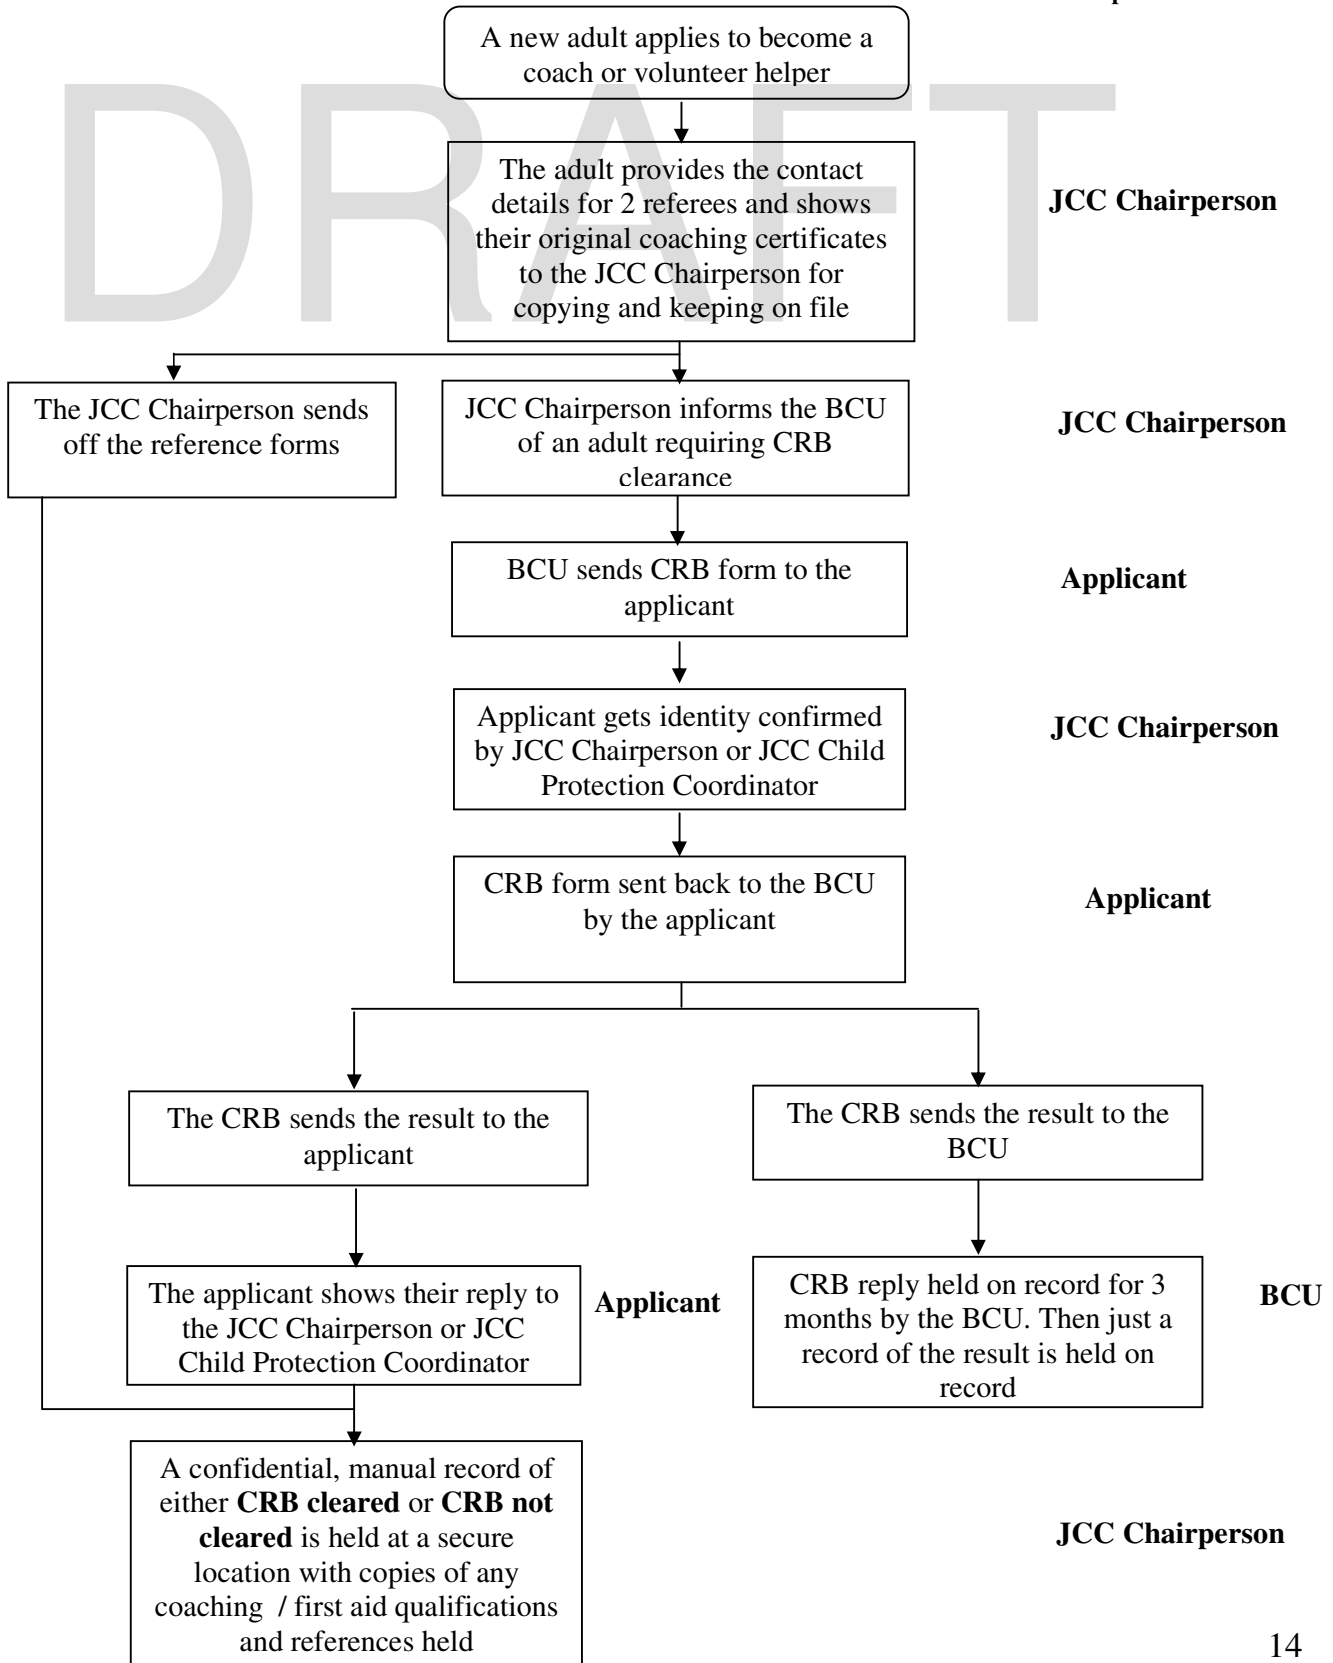 A new adult applies to become a
coach or volunteer helper
DRAFT
The adult provides the contact
details for 2 referees and shows
their original coaching certificates
to the JCC Chairperson for
copying and keeping on file
JCC Chairperson
The JCC Chairperson sends
off the reference forms
JCC Chairperson informs the BCU
of an adult requiring CRB
clearance
JCC Chairperson
BCU sends CRB form to the
applicant
Applicant
Applicant gets identity confirmed
by JCC Chairperson or JCC Child
Protection Coordinator
JCC Chairperson
CRB form sent back to the BCU
by the applicant
Applicant
The CRB sends the result to the
applicant
The CRB sends the result to the
BCU
The applicant shows their reply to
the JCC Chairperson or JCC
Child Protection Coordinator
Applicant
CRB reply held on record for 3
months by the BCU. Then just a
record of the result is held on
record
BCU
A confidential, manual record of
either CRB cleared or CRB not
cleared is held at a secure
location with copies of any
coaching / first aid qualifications
and references held
JCC Chairperson
14